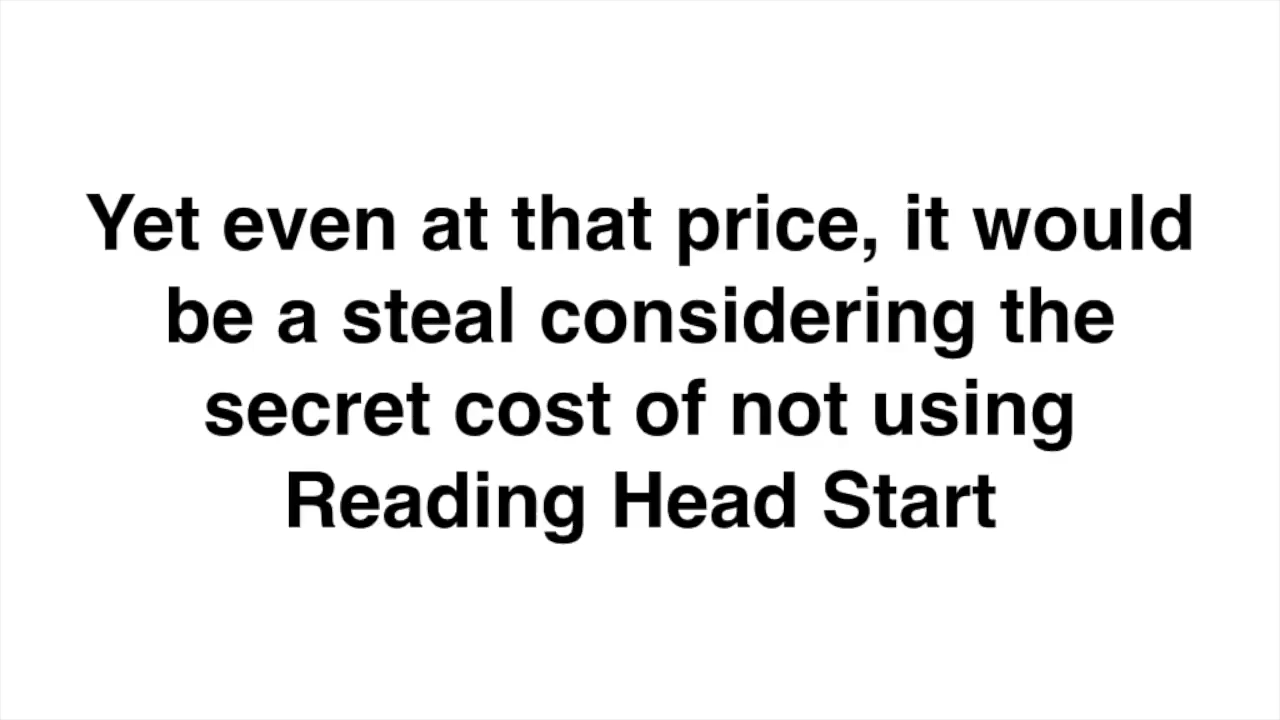 Yet even at that price, it would
be a steal considering the
secret cost of not using
Reading Head Start